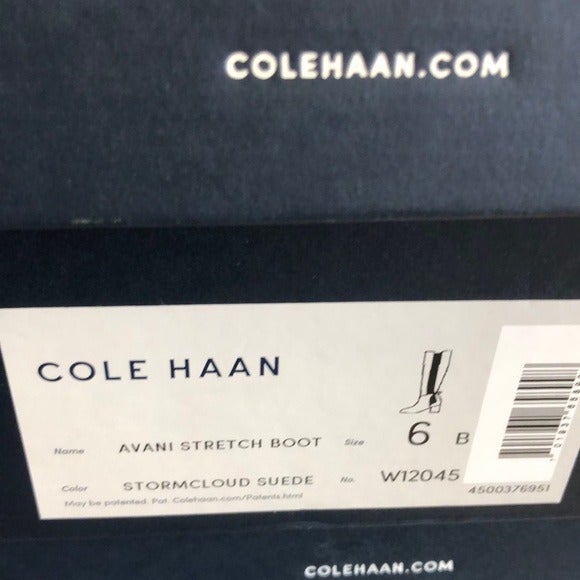 COLEHAAN.COM
COLE HAAN
Name AVANI STRETCH BOOT Size 6 B
Color STORMCLOUD SUEDE No. W12045
4500376951
May be patented. Pat. Colehaan.com/Patents.html
COLEHAAN.COM